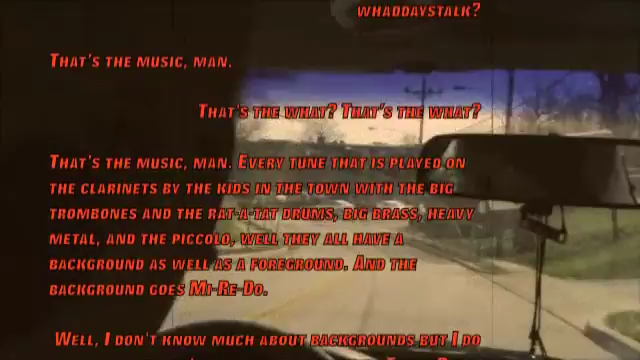 WHADDAYSTALK?
THAT'S THE MUSIC, MAN.
THAT'S THE WHAT? THAT'S THE WHAT?
THAT'S THE MUSIC, MAN. EVERY TUNE THAT IS PLAYED ON
THE CLARINETS BY THE KIDS IN THE TOWN WITH THE BIG
TROMBONES AND THE RAT-A-TAT DRUMS, BIG BRASS, HEAVY
METAL, AND THE PICCOLO, WELL THEY ALL HAVE A
BACKGROUND AS WELL AS A FOREGROUND. AND THE
BACKGROUND GOES MI-RE-DO.
WELL, I DON'T KNOW MUCH ABOUT BACKGROUNDS BUT I DO